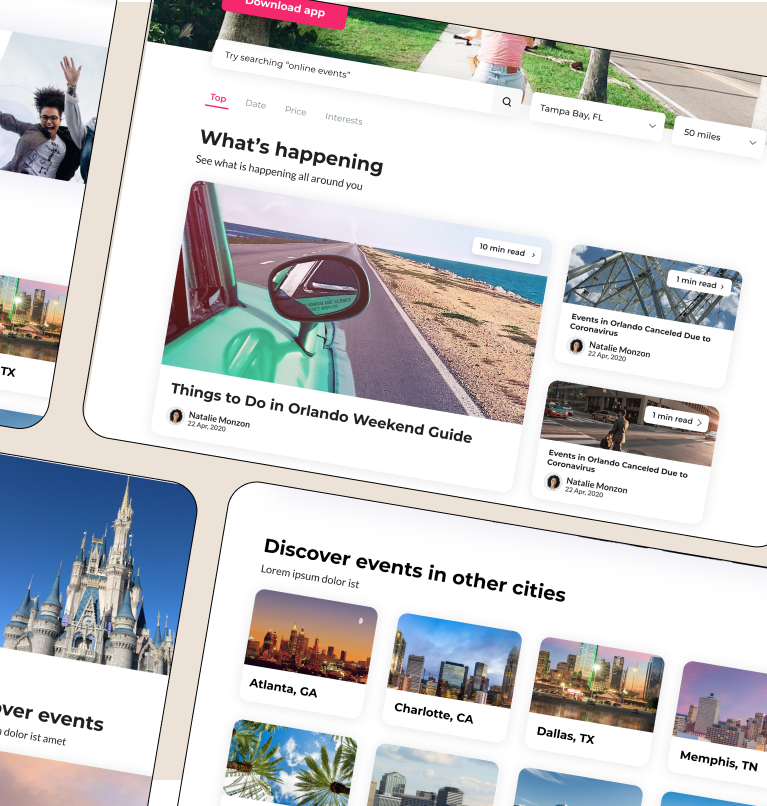 Download app
Try searching "online events"
Tampa Bay, FL
50 miles
Top
Date
Price
Interests
What's happening
See what is happening all around you
10 min read
Things to Do in Orlando Weekend Guide
Natalie Monzon
22 Apr, 2020
1 min read
Events in Orlando Canceled Due to
Coronavirus
Natalie Monzon
22 Apr, 2020
1 min read
Events in Orlando Canceled Due to
Coronavirus
Natalie Monzon
22 Apr, 2020
TX
ver events
dolor ist amet
Discover events in other cities
Lorem ipsum dolor ist
Atlanta, GA
Charlotte, CA
Dallas, TX
Memphis, TN